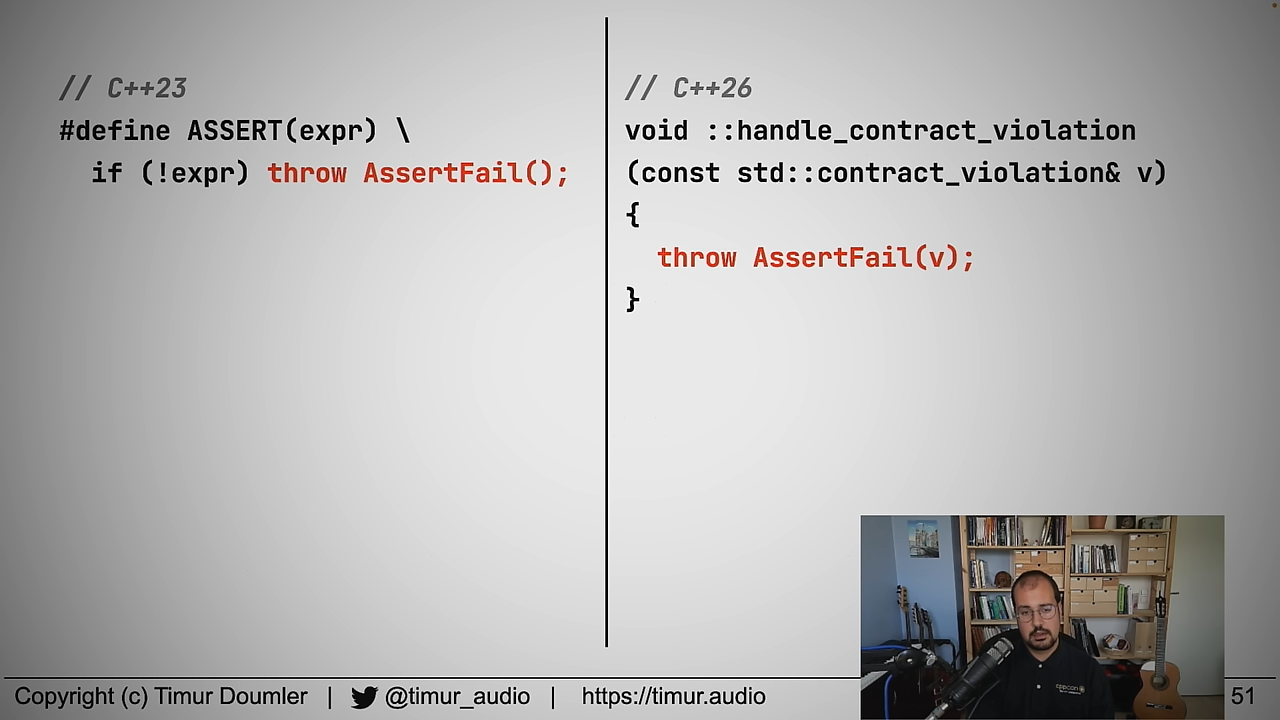 // C++23
#define ASSERT(expr) \
  if (!expr) throw AssertFail();
// C++26
void ::handle_contract_violation
(const std::contract_violation& v)
{
  throw AssertFail(v);
}
Copyright (c) Timur Doumler | @timur_audio | https://timur.audio
51